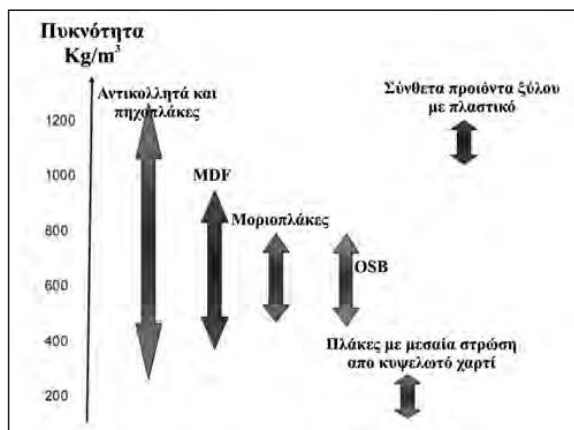 Πυκνότητα
Kg/m³
Αντικολλητά και
πηχοπλάκες
Σύνθετα προιόντα ξύλου
με πλαστικό
1200
1000
MDF
800
Μοριοπλάκες
600
OSB
400
Πλάκες με μεσαία στρώση
απο κυψελωτό χαρτί
200